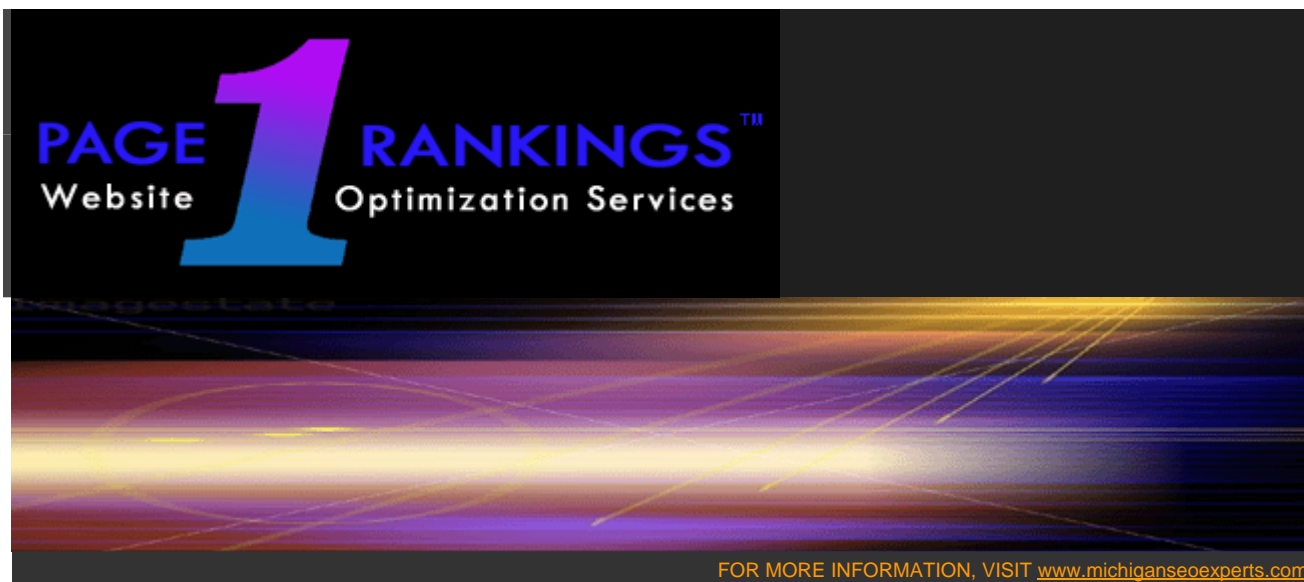 PAGE 1 RANKINGS™
Website Optimization Services
imagestate
FOR MORE INFORMATION, VISIT www.michiganseoexperts.com